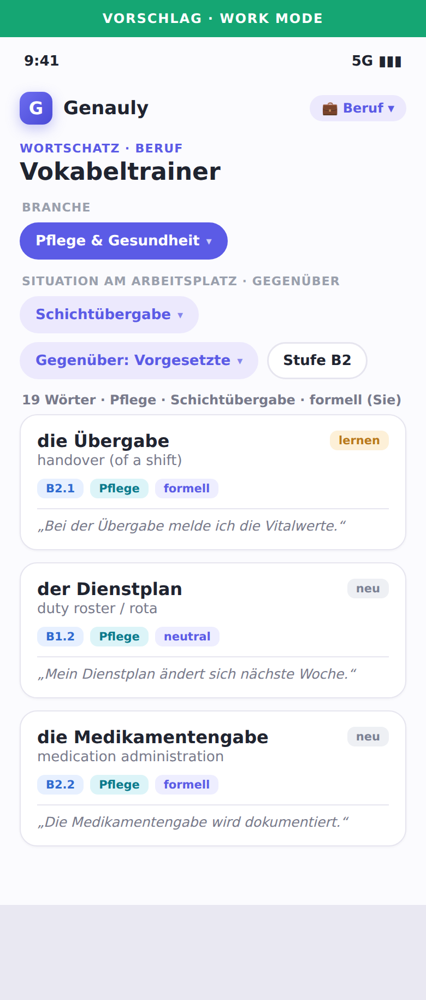 VORSCHLAG · WORK MODE
9:41 5G
G Genauly 💼 Beruf ▾
WORTSCHATZ · BERUF
Vokabeltrainer
BRANCHE
Pflege & Gesundheit ▾
SITUATION AM ARBEITSPLATZ · GEGENÜBER
Schichtübergabe ▾
Gegenüber: Vorgesetzte ▾ Stufe B2
19 Wörter · Pflege · Schichtübergabe · formell (Sie)
die Übergabe lernen
handover (of a shift)
B2.1 Pflege formell
„Bei der Übergabe melde ich die Vitalwerte.“
der Dienstplan neu
duty roster / rota
B1.2 Pflege neutral
„Mein Dienstplan ändert sich nächste Woche.“
die Medikamentengabe neu
medication administration
B2.2 Pflege formell
„Die Medikamentengabe wird dokumentiert.“